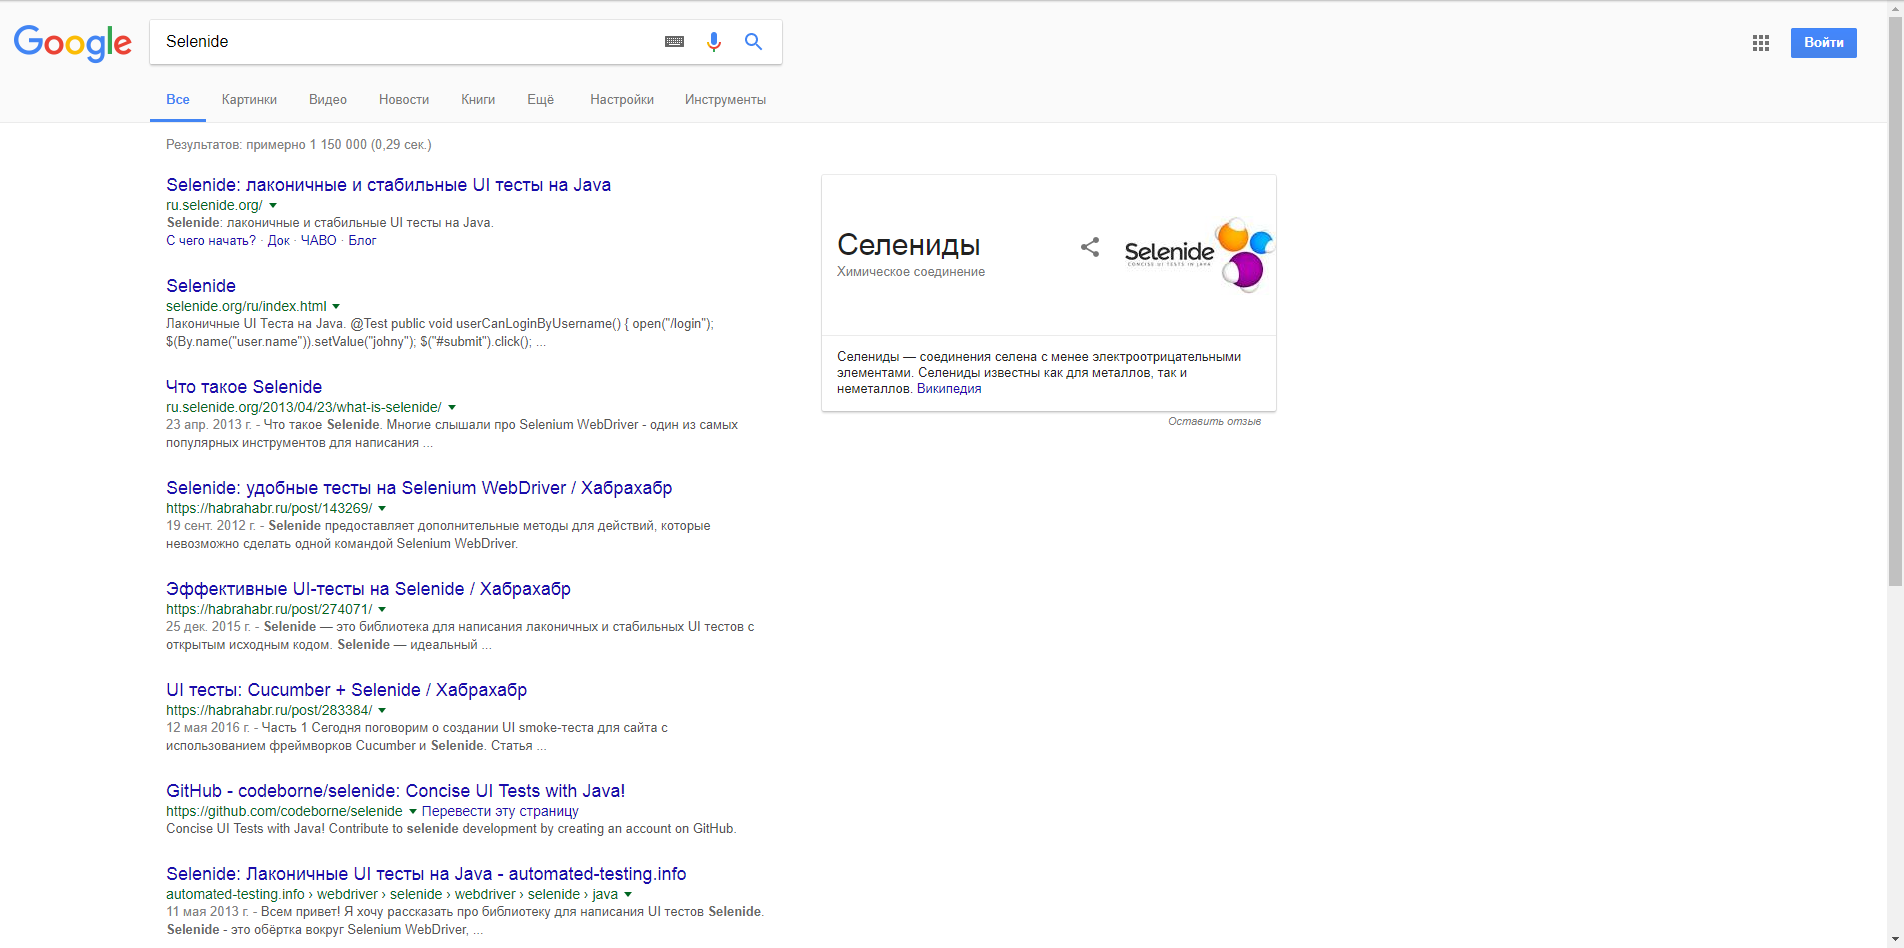 Google
Selenide
Войти
Все Картинки Видео Новости Книги Ещё Настройки Инструменты
Результатов: примерно 1 150 000 (0,29 сек.)
Selenide: лаконичные и стабильные UI тесты на Java
ru.selenide.org/
Selenide: лаконичные и стабильные UI тесты на Java.
С чего начать? · Док · ЧАВО · Блог
Selenide
selenide.org/ru/index.html
Лаконичные UI Теста на Java. @Test public void userCanLoginByUsername() { open("/login");
$(By.name("user.name")).setValue("johny"); $("#submit").click(); ...
Что такое Selenide
ru.selenide.org/2013/04/23/what-is-selenide/
23 апр. 2013 г. - Что такое Selenide. Многие слышали про Selenium WebDriver - один из самых
популярных инструментов для написания ...
Selenide: удобные тесты на Selenium WebDriver / Хабрахабр
https://habrahabr.ru/post/143269/
19 сент. 2012 г. - Selenide предоставляет дополнительные методы для действий, которые
невозможно сделать одной командой Selenium WebDriver.
Эффективные UI-тесты на Selenide / Хабрахабр
https://habrahabr.ru/post/274071/
25 дек. 2015 г. - Selenide — это библиотека для написания лаконичных и стабильных UI тестов с
открытым исходным кодом. Selenide — идеальный ...
UI тесты: Cucumber + Selenide / Хабрахабр
https://habrahabr.ru/post/283384/
12 мая 2016 г. - Часть 1 Сегодня поговорим о создании UI smoke-теста для сайта с
использованием фреймворков Cucumber и Selenide. Статья ...
GitHub - codeborne/selenide: Concise UI Tests with Java!
https://github.com/codeborne/selenide Перевести эту страницу
Concise UI Tests with Java! Contribute to selenide development by creating an account on GitHub.
Selenide: Лаконичные UI тесты на Java - automated-testing.info
automated-testing.info › webdriver › selenide › webdriver › selenide › java
11 мая 2013 г. - Всем привет! Я хочу рассказать про библиотеку для написания UI тестов Selenide.
Selenide - это обёртка вокруг Selenium WebDriver, ...
Селениды
Химическое соединение
Selenide
CONCISE UI TESTS IN JAVA
Селениды — соединения селена с менее электроотрицательными
элементами. Селениды известны как для металлов, так и
неметаллов. Википедия
Оставить отзыв